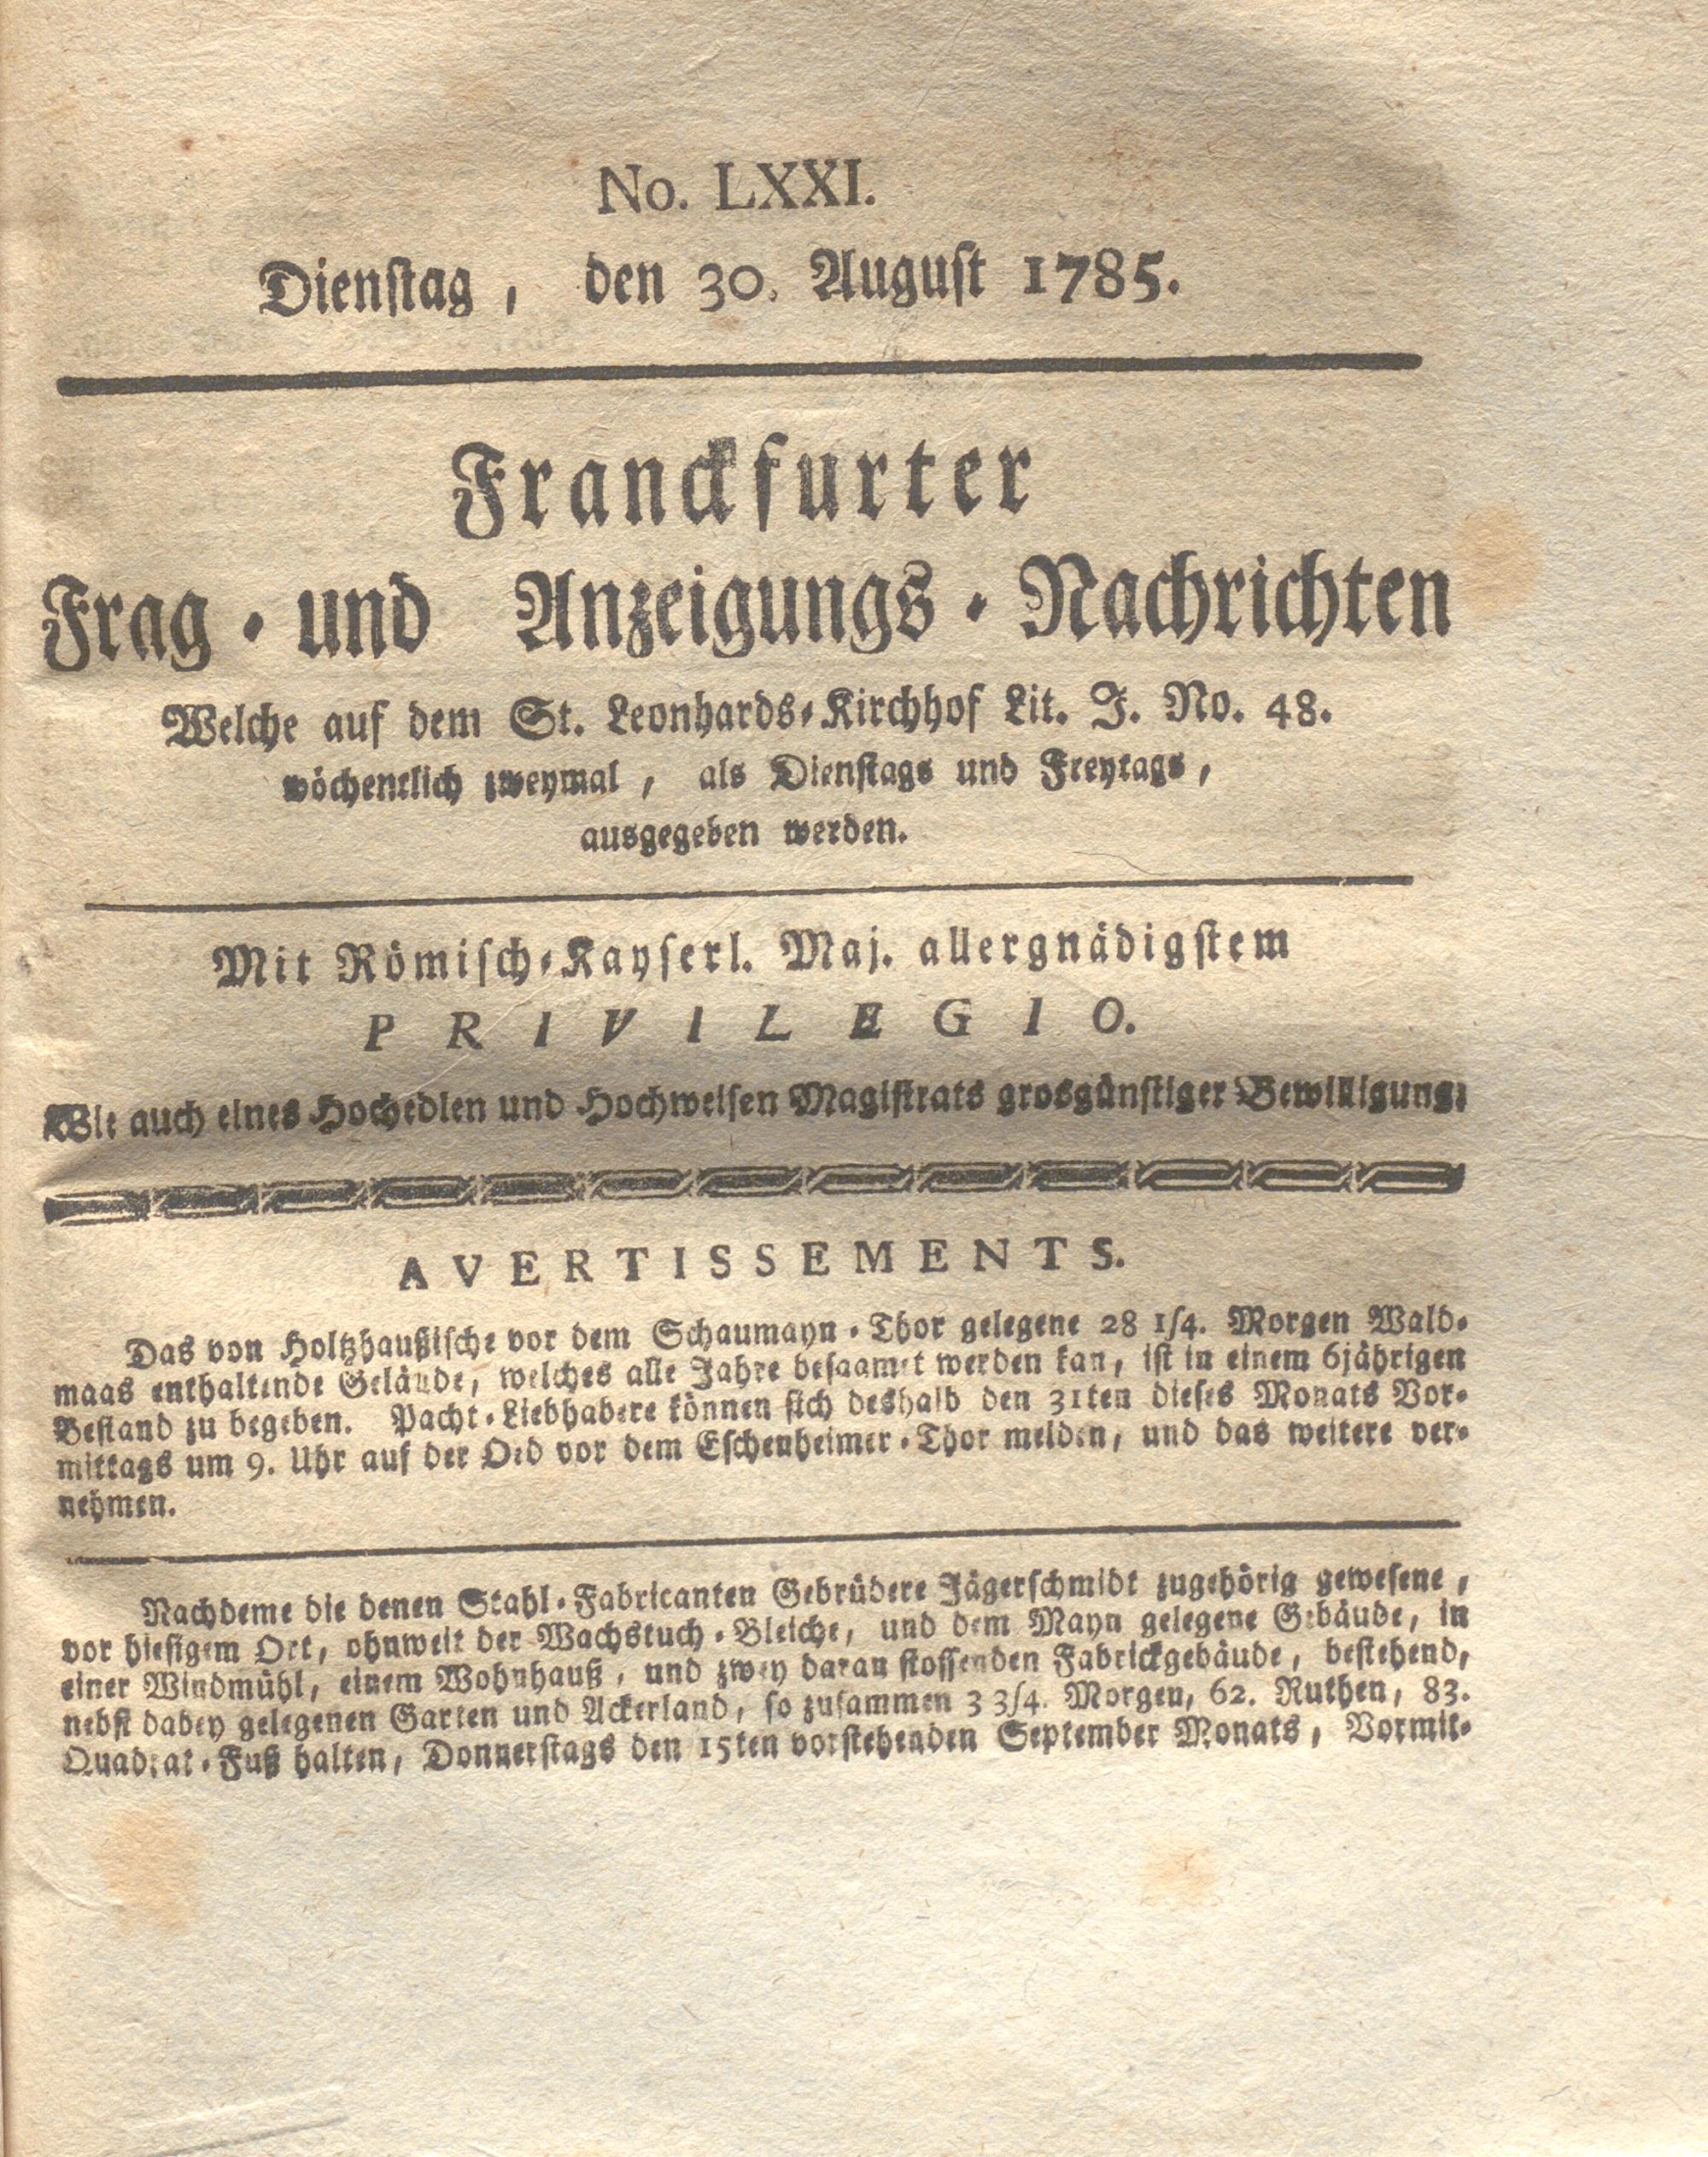 No. LXXI.
Dienſtag, den 30. Auguſt 1785.
Franckfurter
Frag⸗ und Anzeigungs⸗Nachrichten
Welche auf dem St. Leonhards⸗Kirchhof Lit. J. No. 48.
wöchentlich zweymal, als Dienſtags und Freytags,
ausgegeben werden.
Mit Römiſch⸗Kayſerl. Maj. allergnädigſtem
PRIVILEGIO.
Wie auch eines Hochedlen und Hochweiſen Magiſtrats grosgünſtiger Bewilligung.
AVERTISSEMENTS.
Das von Holtzhaußiſche vor dem Schaumayn⸗Thor gelegene 28 1/4. Morgen Wald⸗
maas enthaltende Gelände, welches alle Jahre beſaamet werden kan, iſt in einem 6jährigen
Beſtand zu begeben. Pacht⸗Liebhabere können ſich deshalb den 31ten dieſes Monats Vor⸗
mittags um 9. Uhr auf der Oed vor dem Eſchenheimer⸗Thor melden, und das weitere ver⸗
nehmen.
Nachdeme die denen Stahl⸗Fabricanten Gebrüdere Jägerſchmidt zugehörig geweſene,
vor hieſigem Ort, ohnweit der Wachstuch⸗Bleiche, und dem Mayn gelegene Gebäude, in
einer Windmühl, einem Wohnhauß, und zwey daran ſtoſſenden Fabrickgebäude, beſtehend,
nebſt dabey gelegenen Garten und Ackerland, ſo zuſammen 3 3/4. Morgen, 62. Ruthen, 83.
Quadrat⸗Fuß halten, Donnerſtags den 15ten vorſtehenden September Monats, Vormit⸗